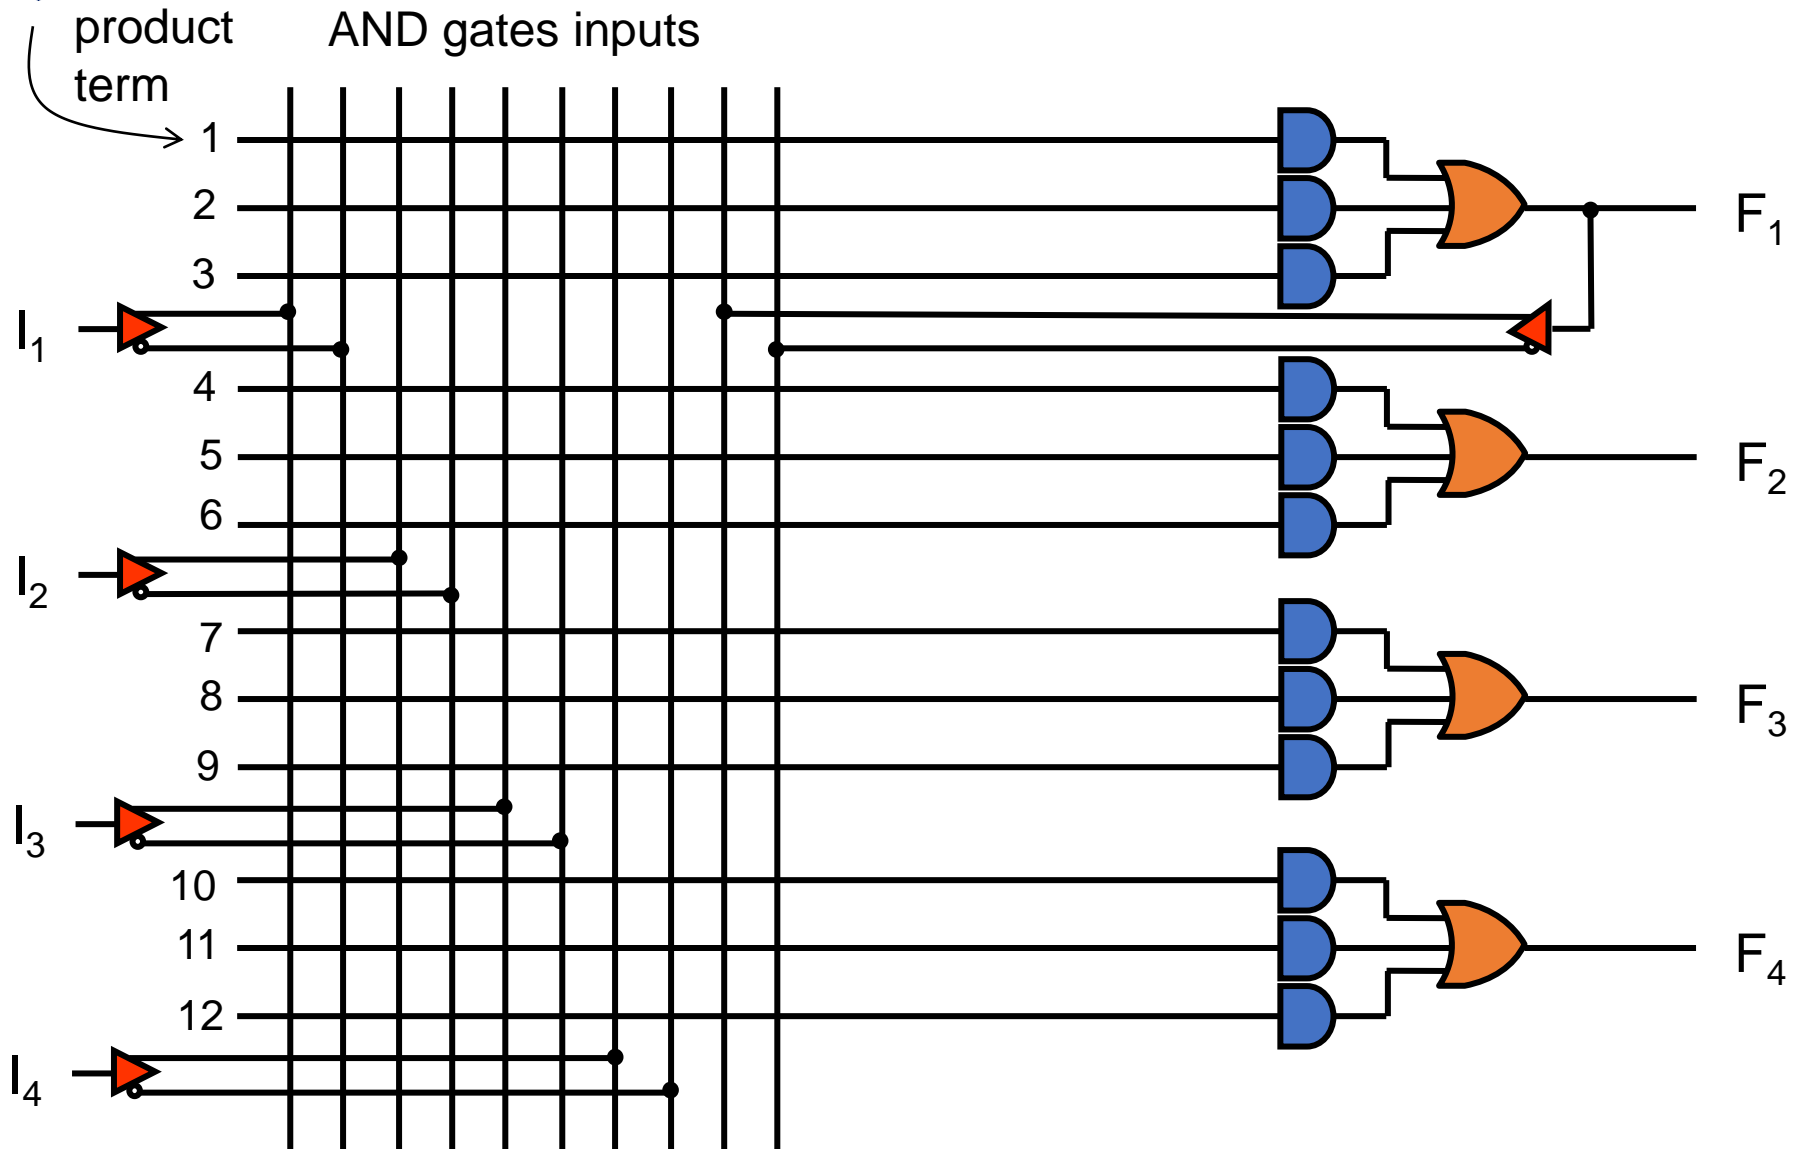 product term
AND gates inputs
1
2
F1
3
I1
4
5
F2
6
I2
7
8
F3
9
I3
10
11
F4
12
I4